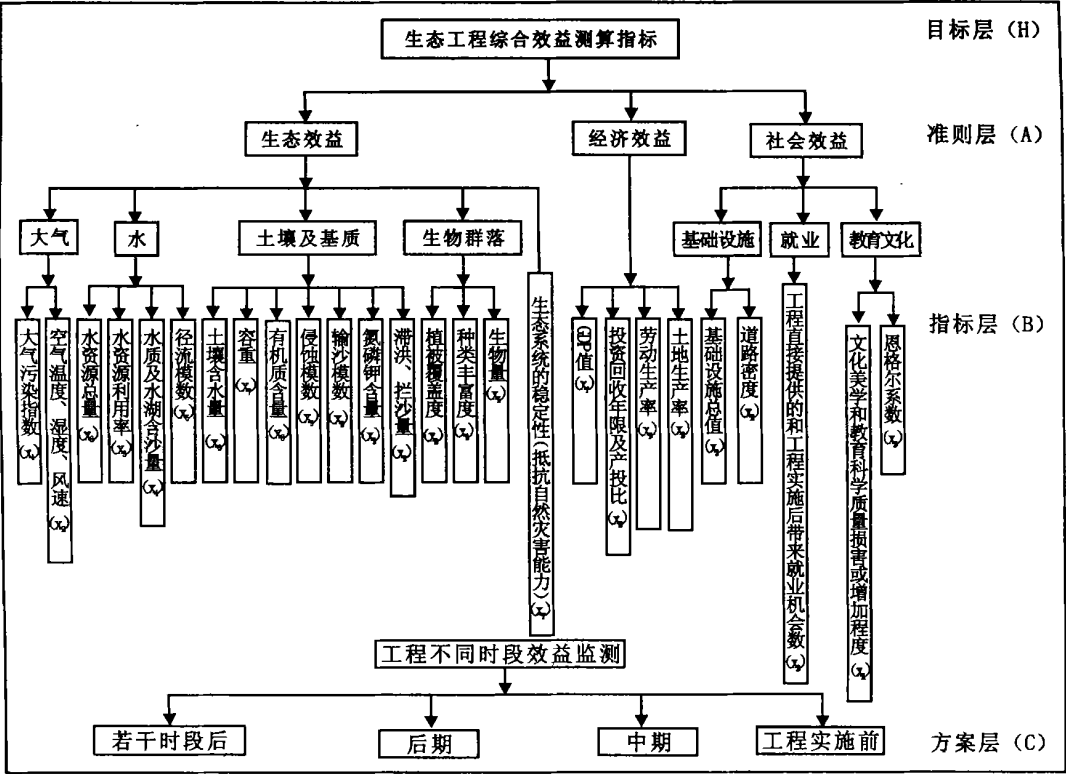 生态工程综合效益测算指标
目标层（H）
生态效益
经济效益
社会效益
准则层（A）
大气
水
土壤及基质
生物群落
基础设施
就业
教育文化
指标层（B）
大气污染指数
空气温度、湿度、风速
水资源总量
水资源利用率
水质及水湖含沙量
径流模数
土壤含水量
容重
有机质含量
侵蚀模数
输沙模数
氮磷钾含量
滞洪、拦沙量
植被覆盖度
种类丰富度
生物量
生态系统的稳定性（抵抗自然灾害能力）
GDP值
投资回收年限及产投比
劳动生产率
土地生产率
基础设施总值
道路密度
工程直接提供的和工程实施后带来就业机会数
文化美学和教育科学质量损害或增加程度
恩格尔系数
工程不同时段效益监测
若干时段后
后期
中期
工程实施前
方案层（C）